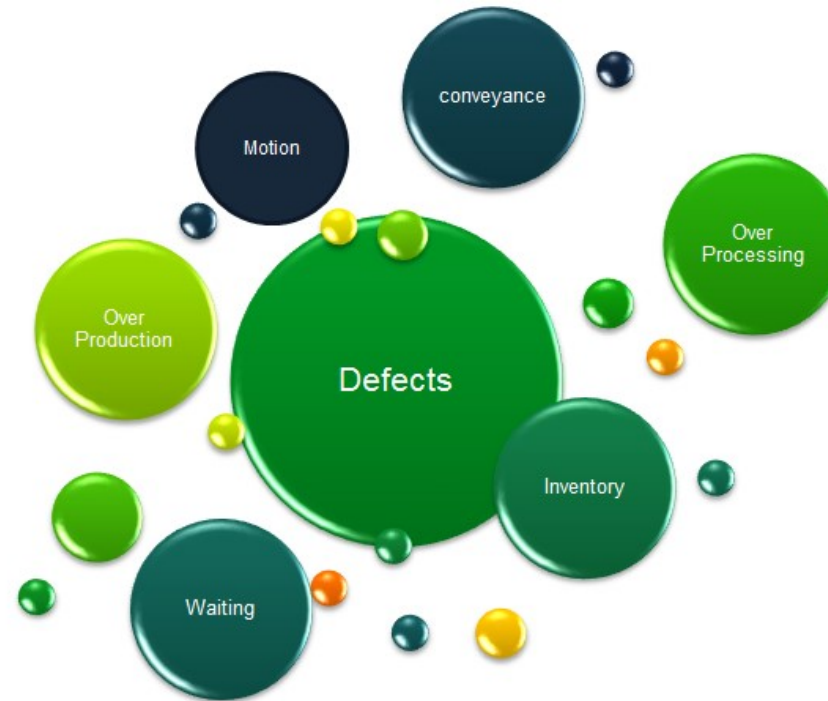 conveyance
Motion
Over
Processing
Over
Production
Defects
Inventory
Waiting